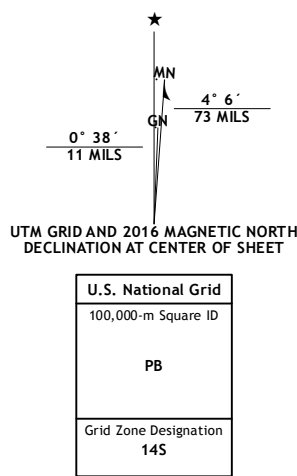 MN
4° 6´
73 MILS
GN
0° 38´
11 MILS
UTM GRID AND 2016 MAGNETIC NORTH
DECLINATION AT CENTER OF SHEET
U.S. National Grid
100,000-m Square ID
PB
Grid Zone Designation
14S